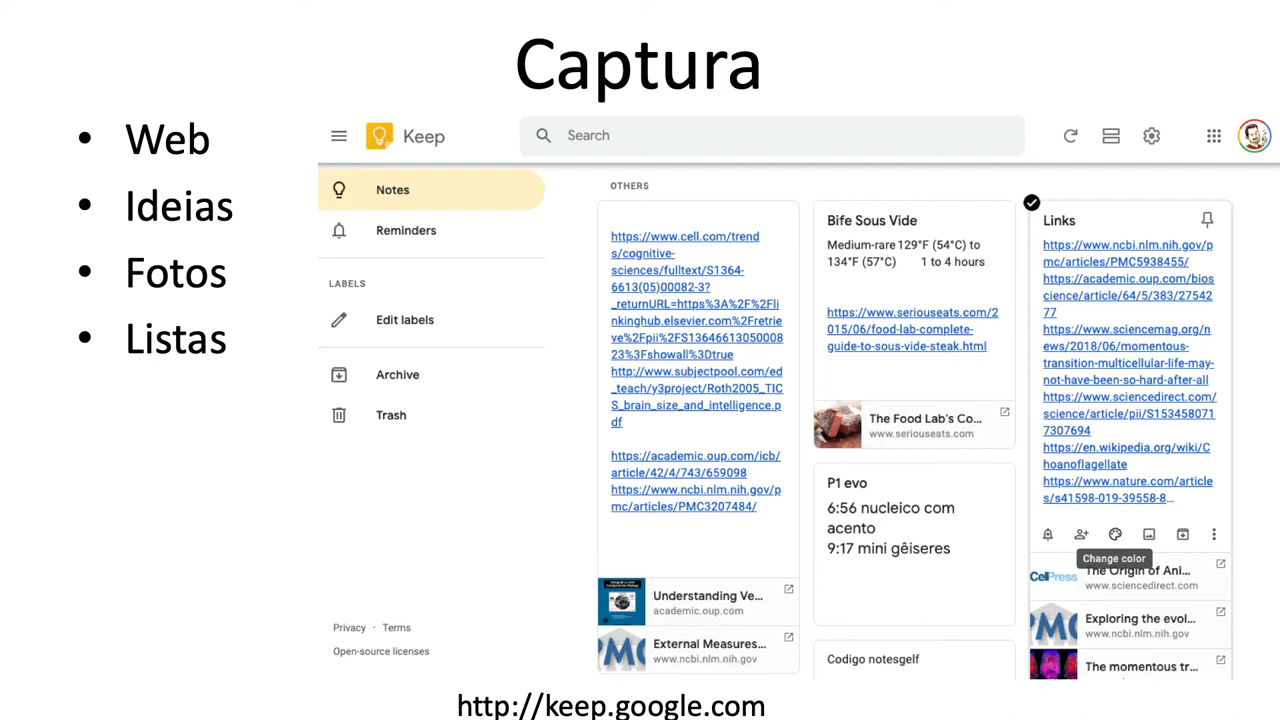 Captura
• Web
• Ideias
• Fotos
• Listas
Keep
Search
Notes
Reminders
LABELS
Edit labels
Archive
Trash
Privacy · Terms
Open-source licenses
OTHERS
https://www.cell.com/trend
s/cognitive-
sciences/fulltext/S1364-
6613(05)00082-3?
_returnURL=https%3A%2F%2Fli
nkinghub.elsevier.com%2Fretrie
ve%2Fpii%2FS13646613050008
23%3Fshowall%3Dtrue
http://www.subjectpool.com/ed
_teach/y3project/Roth2005_TIC
S_brain_size_and_intelligence.p
df
https://academic.oup.com/icb/
article/42/4/743/659098
https://www.ncbi.nlm.nih.gov/p
mc/articles/PMC3207484/
Understanding Ve...
academic.oup.com
PMC
External Measures...
www.ncbi.nlm.nih.gov
Bife Sous Vide
Medium-rare 129°F (54°C) to
134°F (57°C) 1 to 4 hours
https://www.seriouseats.com/2
015/06/food-lab-complete-
guide-to-sous-vide-steak.html
The Food Lab's Co...
www.seriouseats.com
P1 evo
6:56 nucleico com
acento
9:17 mini gêiseres
Codigo notesgelf
Links
https://www.ncbi.nlm.nih.gov/p
mc/articles/PMC5938455/
https://academic.oup.com/bios
cience/article/64/5/383/27542
77
https://www.sciencemag.org/n
ews/2018/06/momentous-
transition-multicellular-life-may-
not-have-been-so-hard-after-all
https://www.sciencedirect.com/
science/article/pii/S153458071
7307694
https://en.wikipedia.org/wiki/C
hoanoflagellate
https://www.nature.com/article
s/s41598-019-39558-8...
Change color
CellPress
The Origin of Ani...
www.sciencedirect.com
PMC
Exploring the evol...
www.ncbi.nlm.nih.gov
The momentous tr...
http://keep.google.com